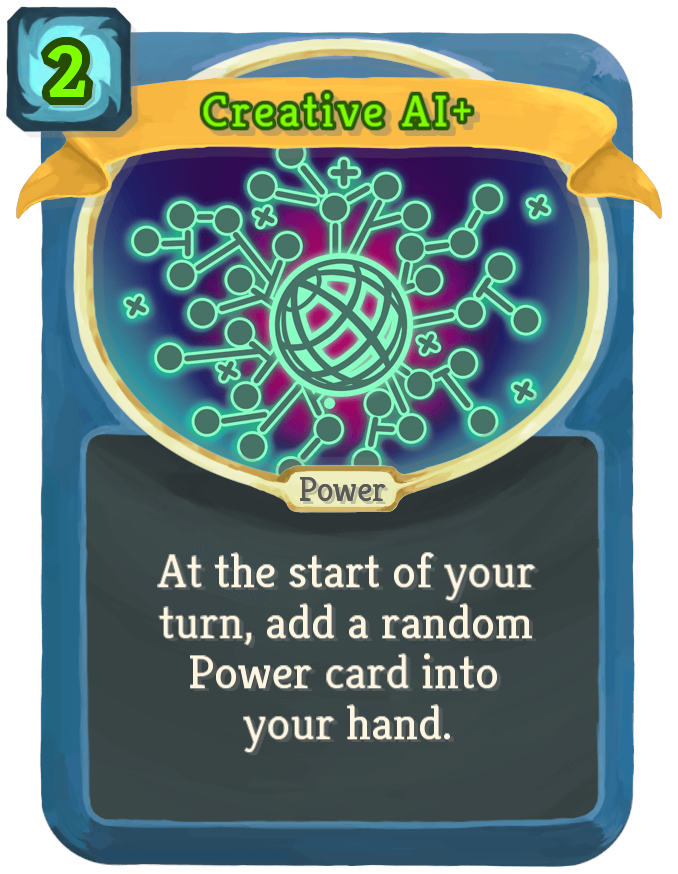 2
Creative AI+
Power
At the start of your
turn, add a random
Power card into
your hand.